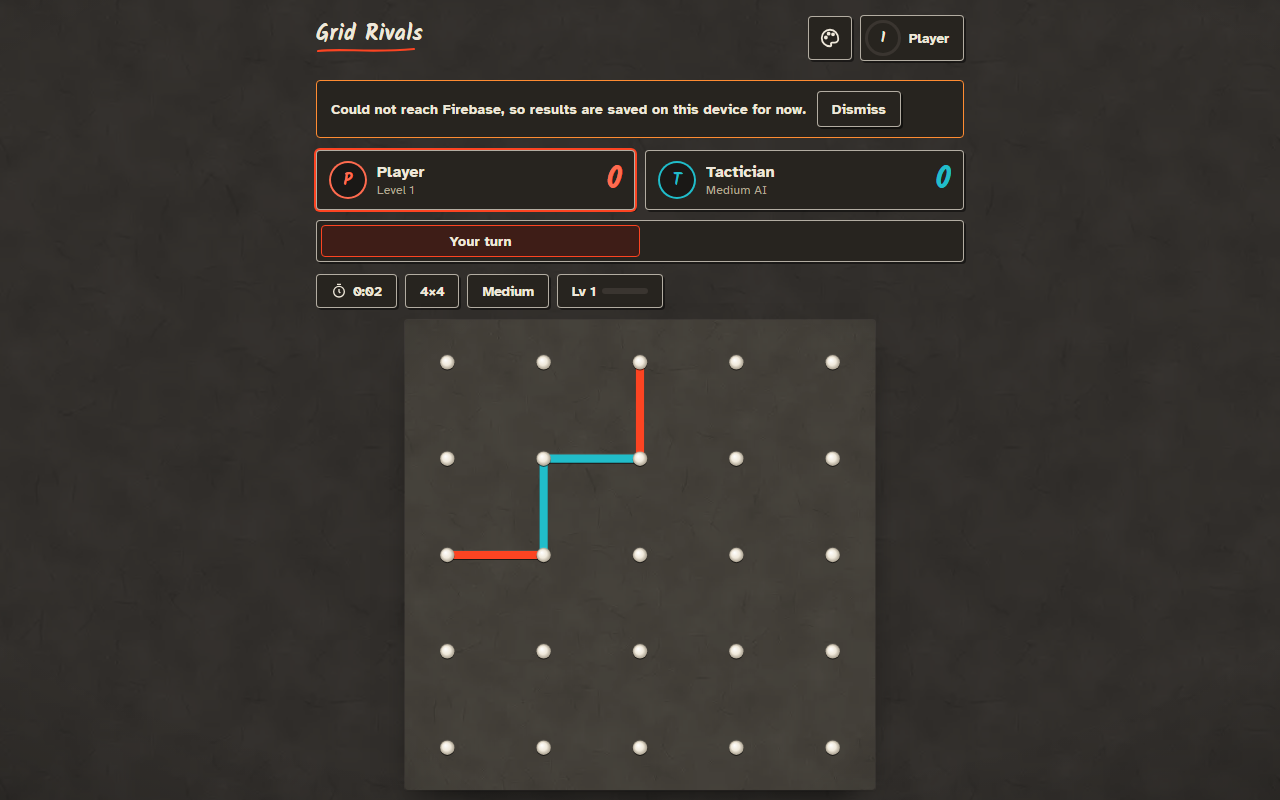 Grid Rivals
1 Player
Could not reach Firebase, so results are saved on this device for now. Dismiss
P Player
Level 1
0
T Tactician
Medium AI
0
Your turn
0:02 4×4 Medium Lv 1